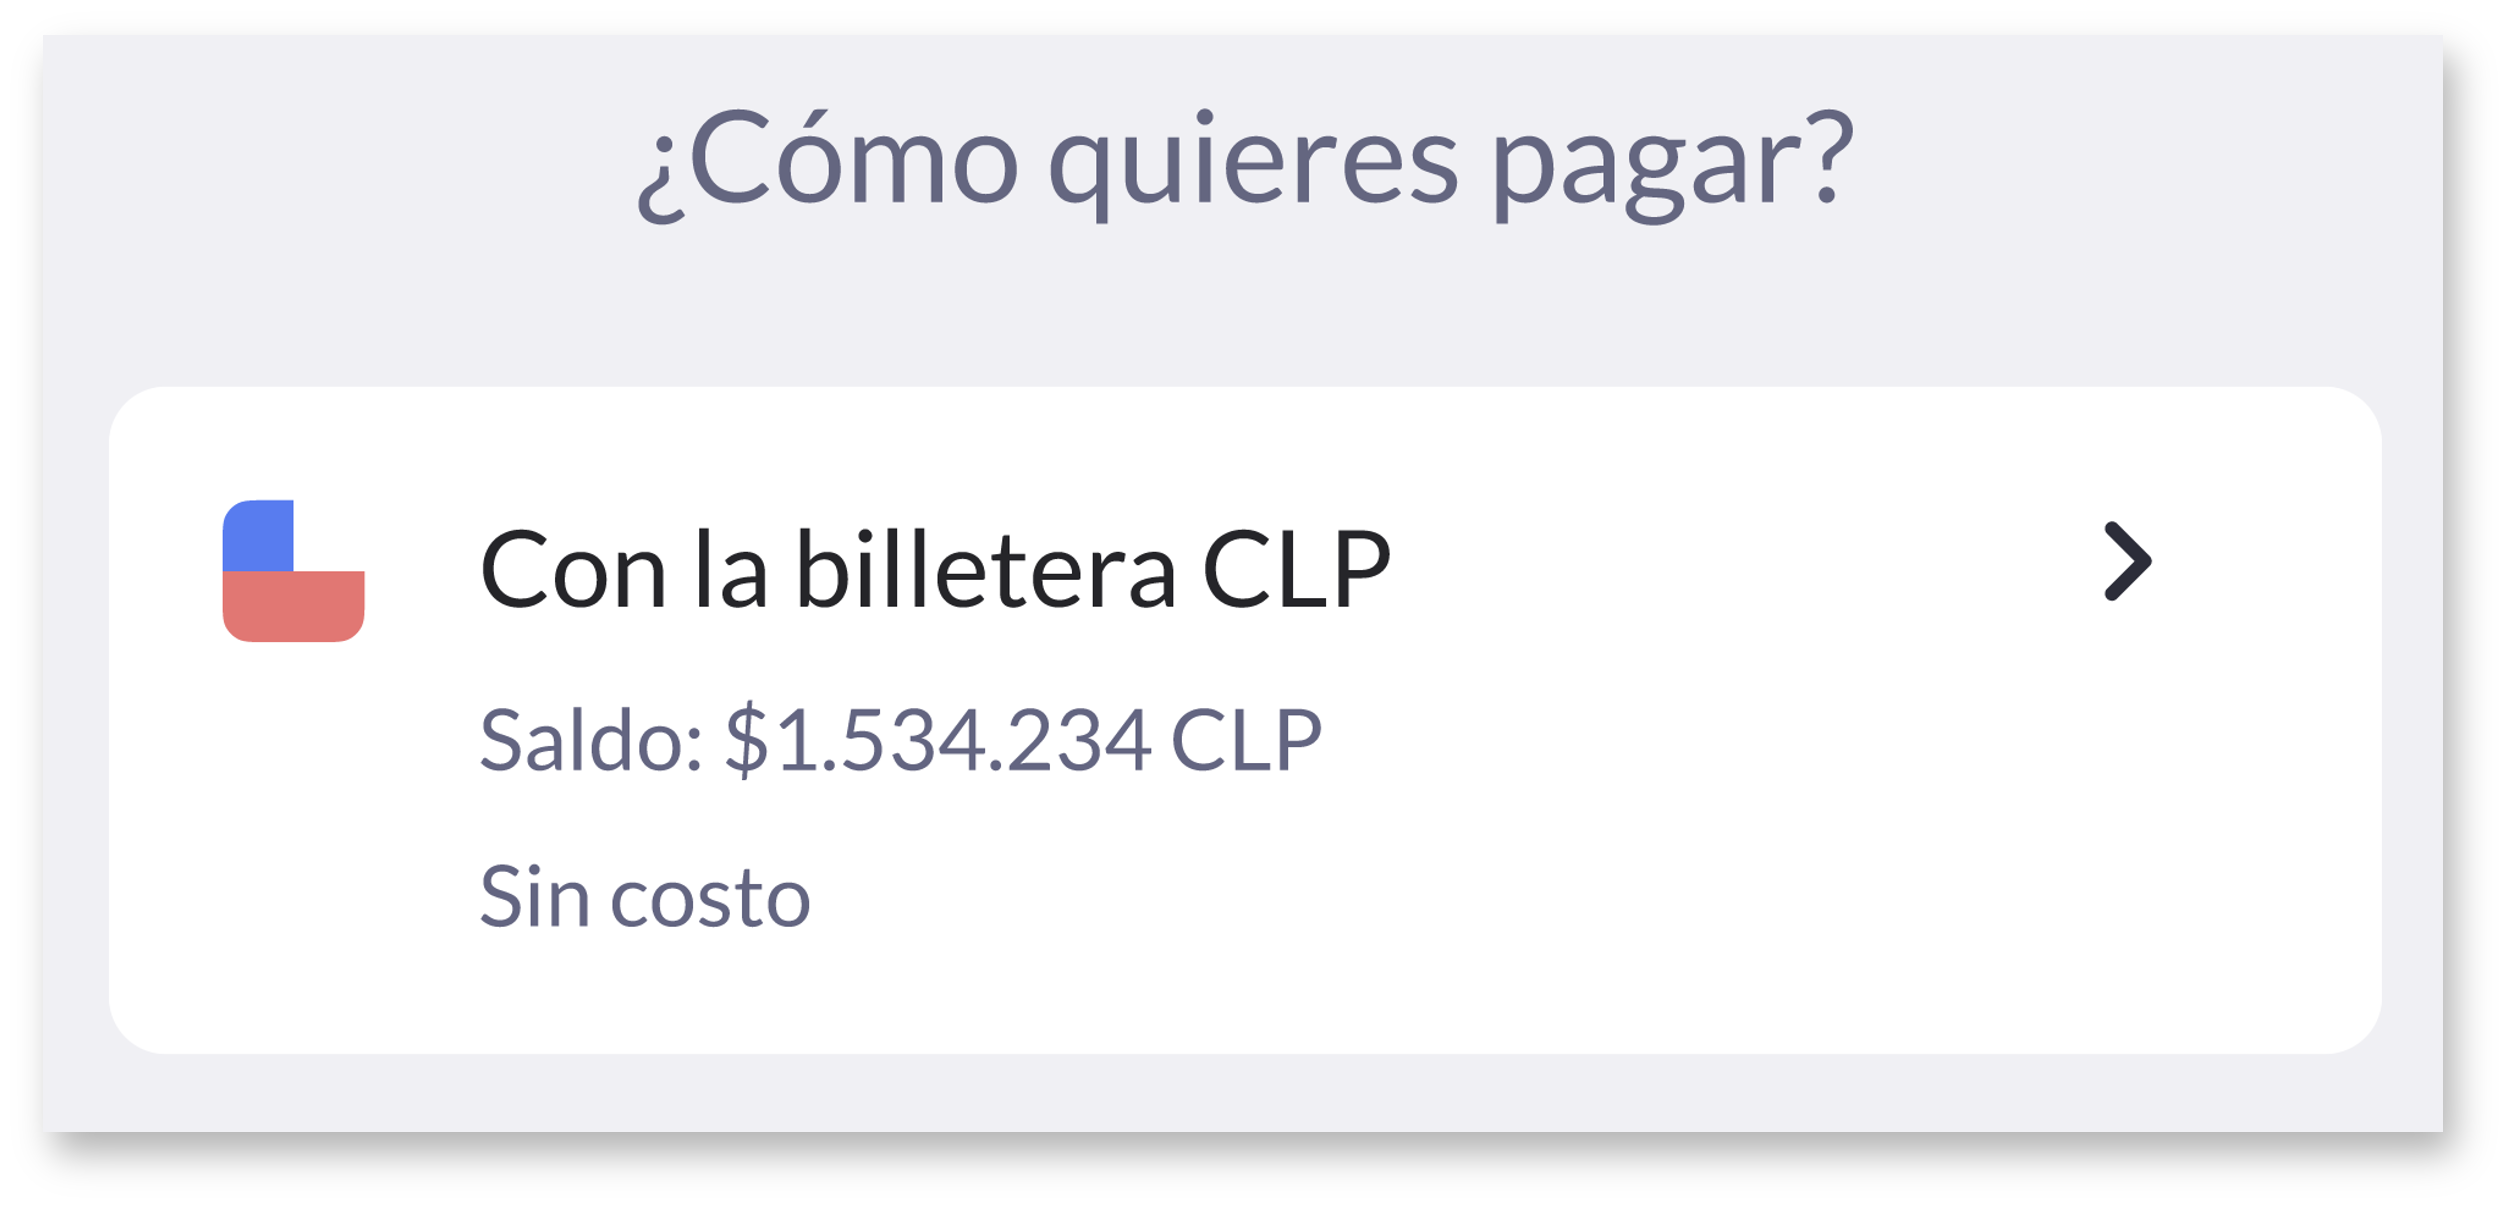 ¿Cómo quieres pagar?
Con la billetera CLP
Saldo: $1.534.234 CLP
Sin costo